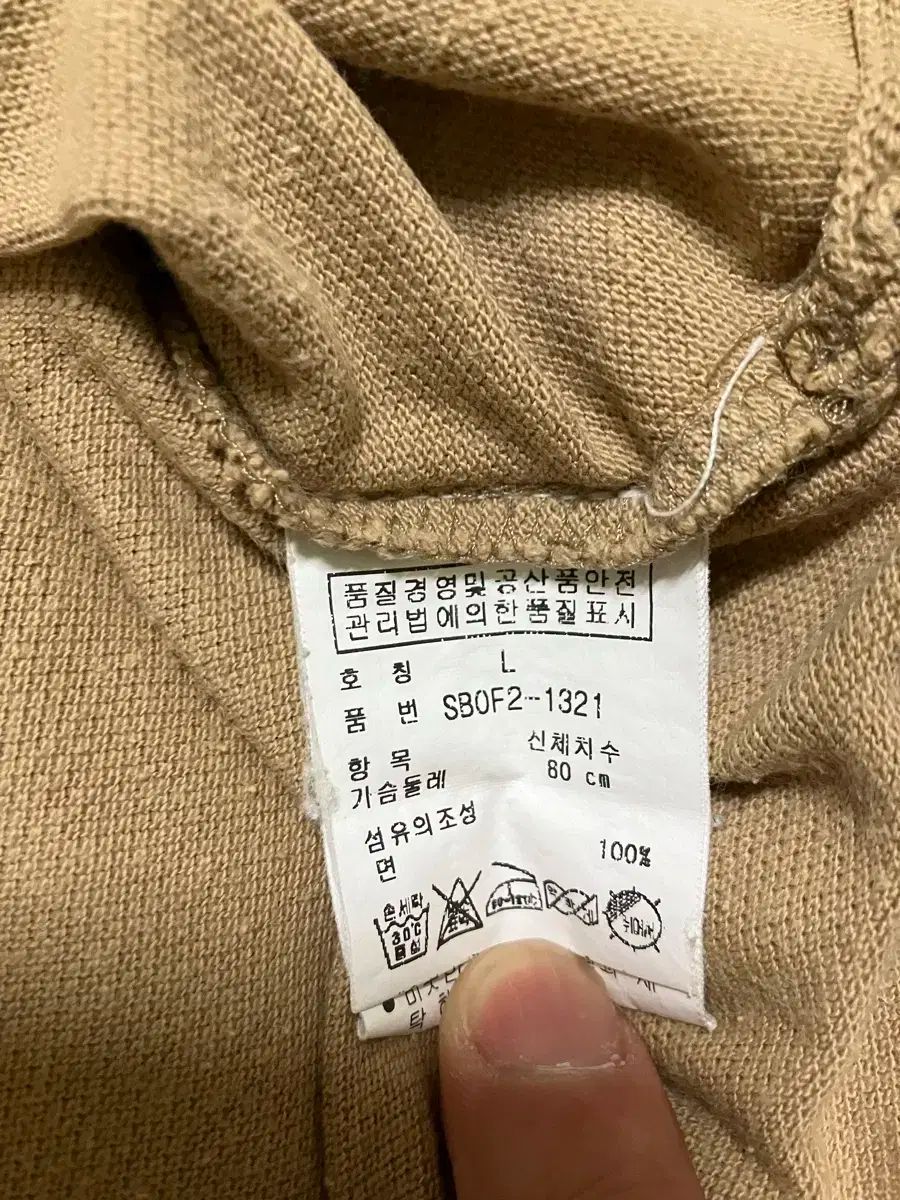 품질경영및 공산품안전
관리법에의한품질표시
호 칭 L
품 번 SB0F2-1321
항 목 신체치수
가슴둘레 80 cm
섬유의조성
면 100%
손세탁
30℃
중성